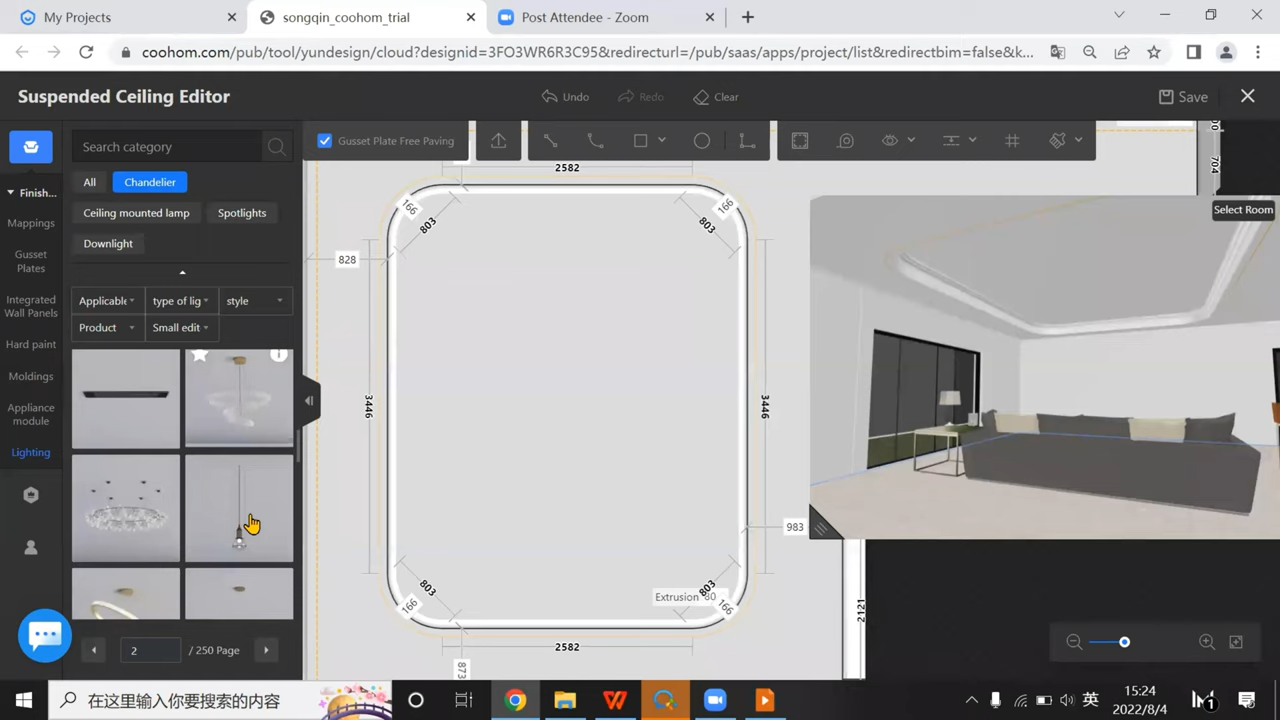 My Projects
songqin_coohom_trial
Post Attendee - Zoom
coohom.com/pub/tool/yundesign/cloud?designid=3FO3WR6R3C95&redirecturl=/pub/saas/apps/project/list&redirectbim=false&k...
Suspended Ceiling Editor
Undo
Redo
Clear
Save
Search category
Gusset Plate Free Paving
All
Chandelier
Ceiling mounted lamp
Spotlights
Downlight
Finish...
Mappings
Gusset
Plates
Integrated
Wall Panels
Hard paint
Moldings
Appliance
module
Lighting
Applicable
type of lig
style
Product
Small edit
2
/ 250 Page
2582
166
803
803
166
828
3446
3446
983
803
803
166
166
Extrusion 80
2582
873
2121
704
Select Room
在这里输入你要搜索的内容
英
15:24
2022/8/4
1